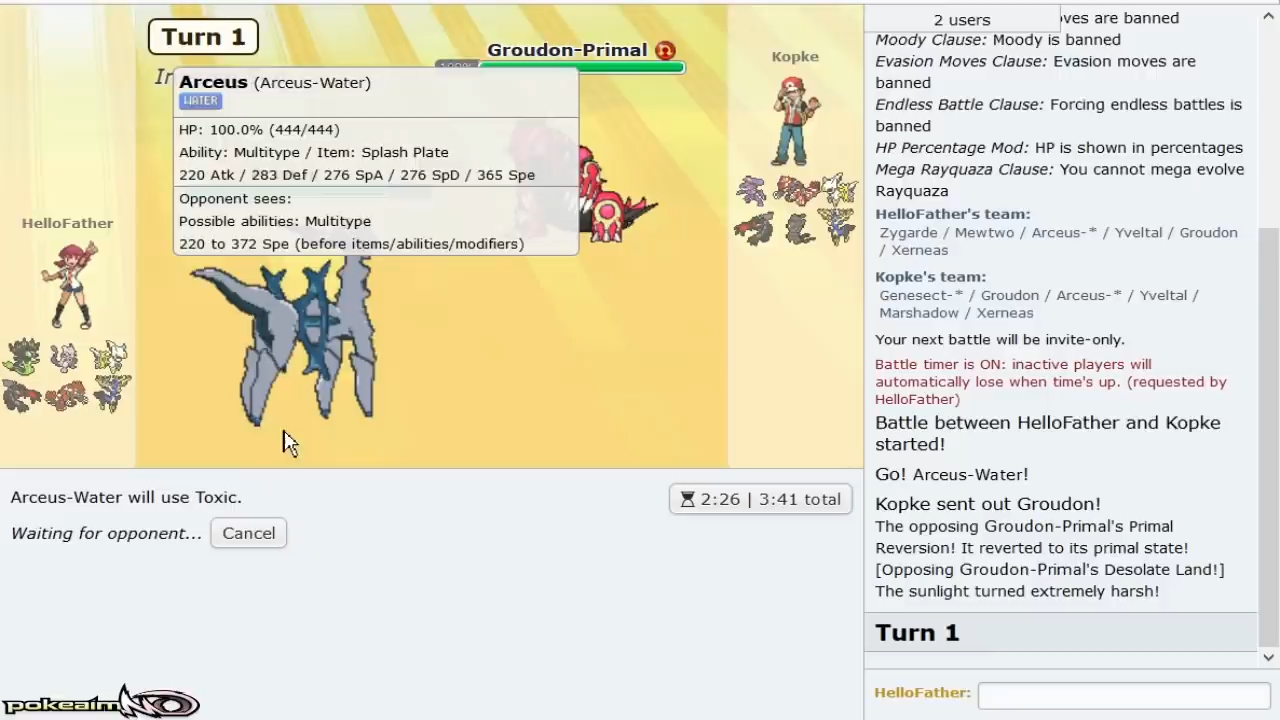 Turn 1
Groudon-Primal
Arceus (Arceus-Water)
WATER
HP: 100.0% (444/444)
Ability: Multitype / Item: Splash Plate
220 Atk / 283 Def / 276 SpA / 276 SpD / 365 Spe
Opponent sees:
Possible abilities: Multitype
220 to 372 Spe (before items/abilities/modifiers)
HelloFather
Kopke
Arceus-Water will use Toxic.
2:26 | 3:41 total
Waiting for opponent... Cancel
pokeaimMD
2 users
are banned
Moody Clause: Moody is banned
Evasion Moves Clause: Evasion moves are
banned
Endless Battle Clause: Forcing endless battles is
banned
HP Percentage Mod: HP is shown in percentages
Mega Rayquaza Clause: You cannot mega evolve
Rayquaza
HelloFather's team:
Zygarde / Mewtwo / Arceus-* / Yveltal / Groudon
/ Xerneas
Kopke's team:
Genesect-* / Groudon / Arceus-* / Yveltal /
Marshadow / Xerneas
Your next battle will be invite-only.
Battle timer is ON: inactive players will
automatically lose when time's up. (requested by
HelloFather)
Battle between HelloFather and Kopke
started!
Go! Arceus-Water!
Kopke sent out Groudon!
The opposing Groudon-Primal's Primal
Reversion! It reverted to its primal state!
[Opposing Groudon-Primal's Desolate Land!]
The sunlight turned extremely harsh!
Turn 1
HelloFather: